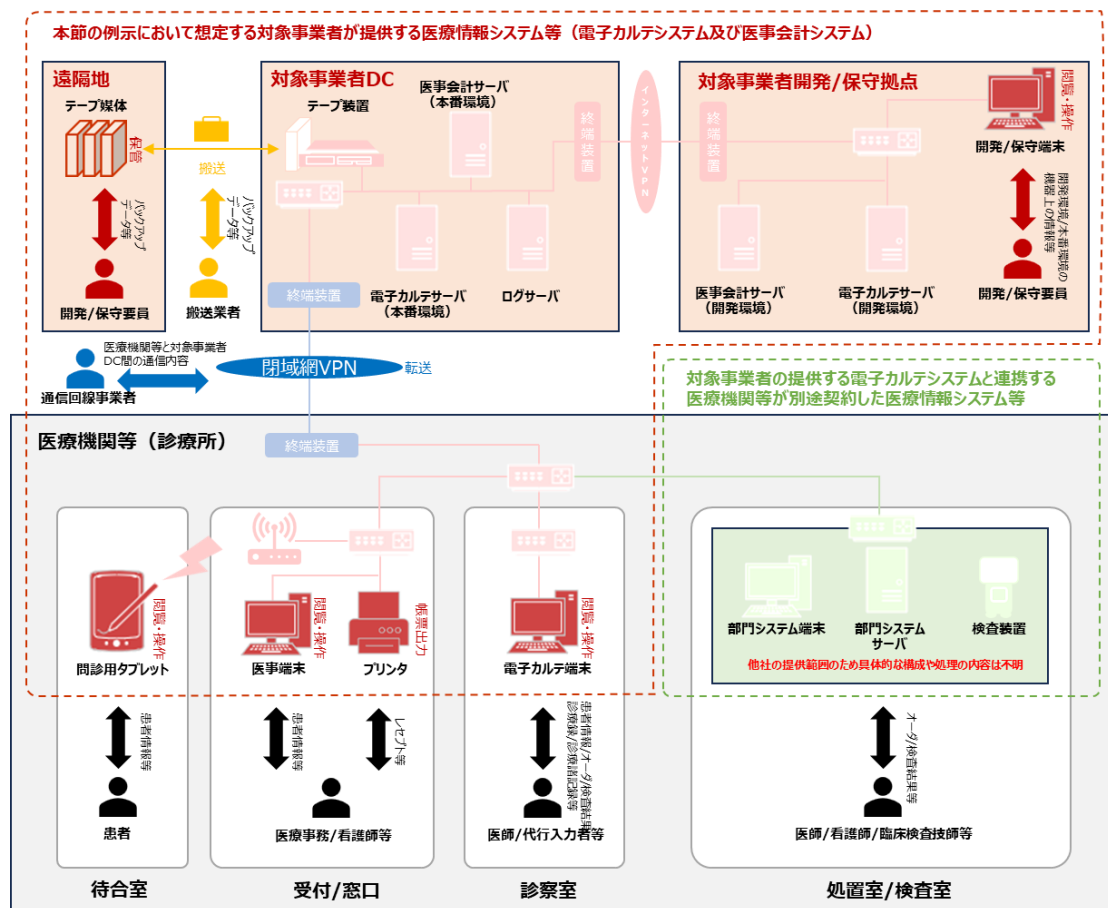 本節の例示において想定する対象事業者が提供する医療情報システム等（電子カルテシステム及び医事会計システム）
遠隔地
テープ媒体
保管
バックアップ
データ等
開発/保守要員
搬送
バックアップ
データ等
搬送業者
対象事業者DC
テープ装置
医事会計サーバ
（本番環境）
終端装置
電子カルテサーバ
（本番環境）
ログサーバ
終端装置
インターネットVPN
対象事業者開発/保守拠点
終端装置
閲覧・操作
開発/保守端末
開発環境/本番環境の
機器上の情報等
医事会計サーバ
（開発環境）
電子カルテサーバ
（開発環境）
開発/保守要員
医療機関等と対象事業者
DC間の通信内容
通信回線事業者
閉域網VPN
転送
対象事業者の提供する電子カルテシステムと連携する
医療機関等が別途契約した医療情報システム等
医療機関等（診療所）
終端装置
閲覧・操作
問診用タブレット
患者情報等
患者
待合室
閲覧・操作
医事端末
帳票出力
プリンタ
患者情報等
レセプト等
医療事務/看護師等
受付/窓口
閲覧・操作
電子カルテ端末
患者情報/オーダ/検査結果/
診療録/診療諸記録等
医師/代行入力者等
診察室
部門システム端末
部門システム
サーバ
検査装置
他社の提供範囲のため具体的な構成や処理の内容は不明
オーダ/検査結果等
医師/看護師/臨床検査技師等
処置室/検査室